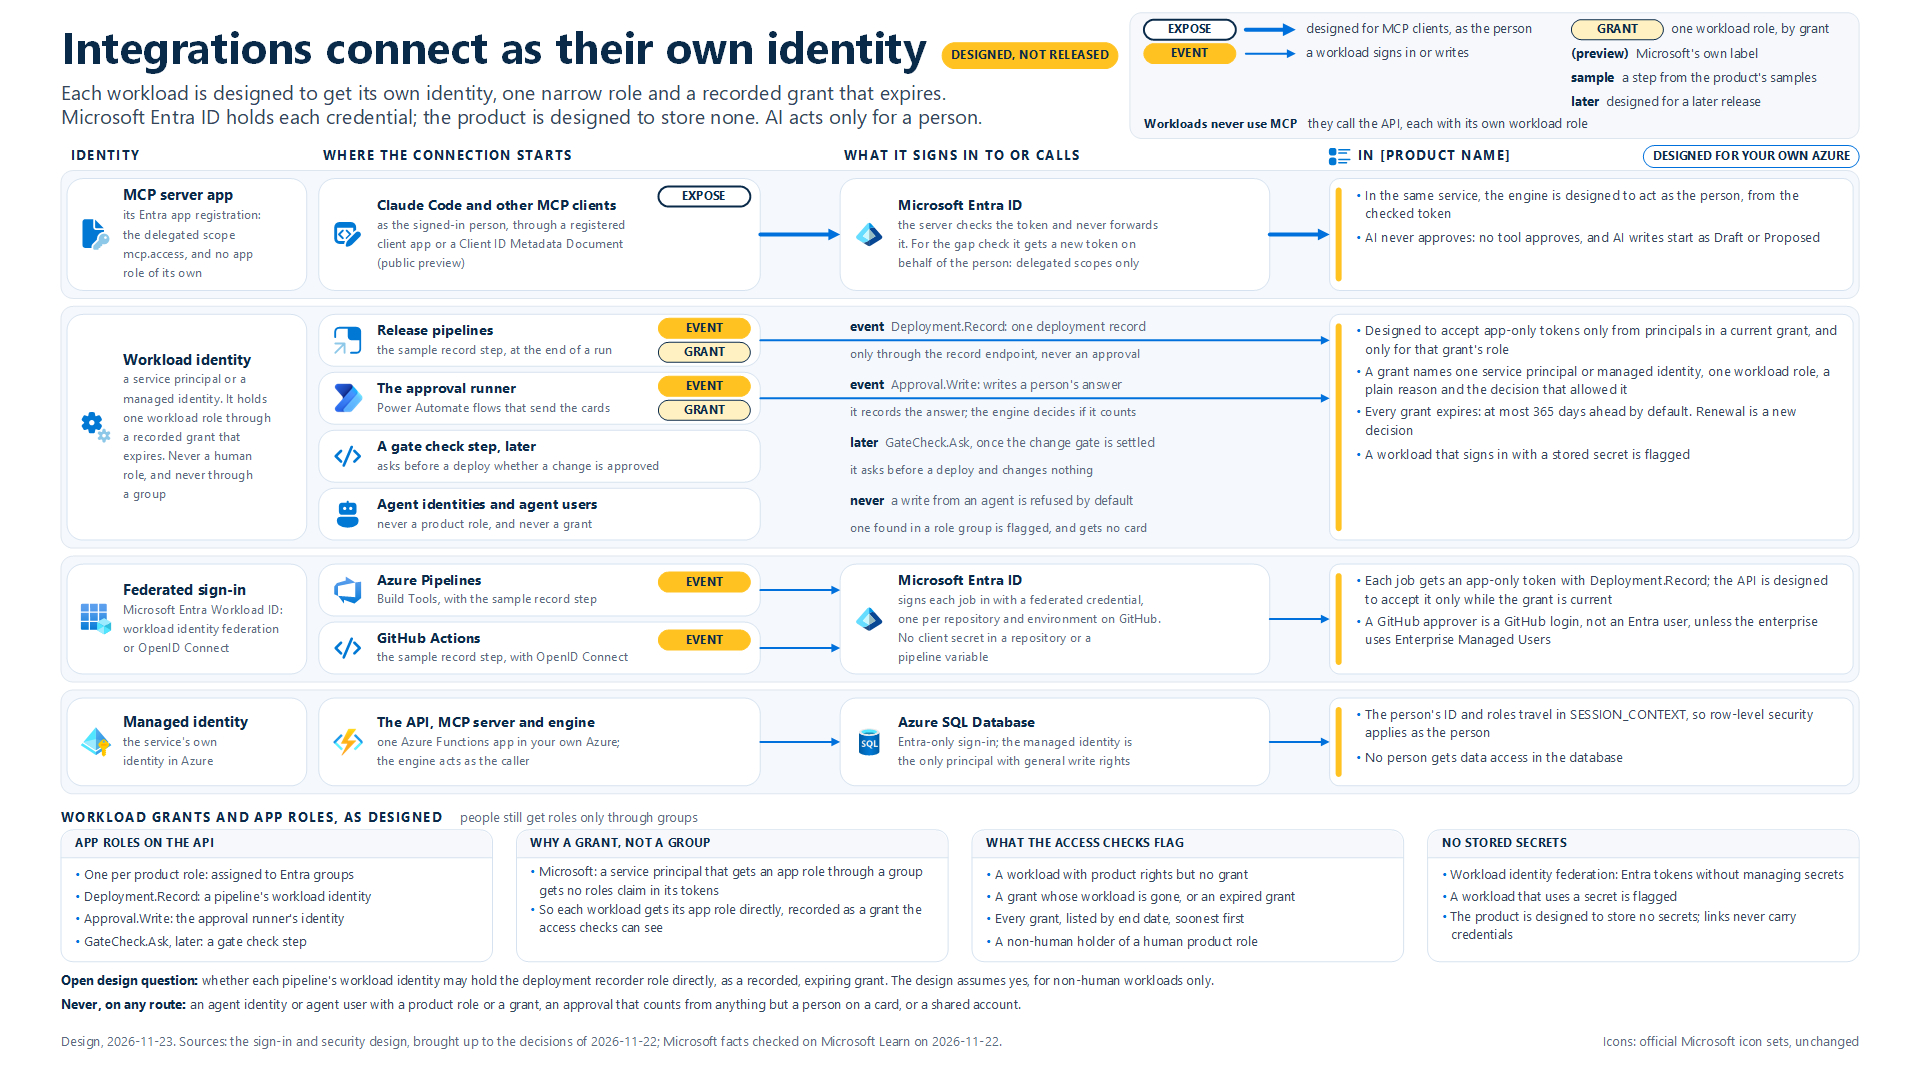 Integrations connect as their own identity
DESIGNED, NOT RELEASED
Each workload is designed to get its own identity, one narrow role and a recorded grant that expires.
Microsoft Entra ID holds each credential; the product is designed to store none. AI acts only for a person.
EXPOSE
designed for MCP clients, as the person
EVENT
a workload signs in or writes
GRANT
one workload role, by grant
(preview) Microsoft's own label
sample a step from the product's samples
later designed for a later release
Workloads never use MCP they call the API, each with its own workload role
IDENTITY
WHERE THE CONNECTION STARTS
WHAT IT SIGNS IN TO OR CALLS
IN [PRODUCT NAME]
DESIGNED FOR YOUR OWN AZURE
MCP server app
its Entra app registration:
the delegated scope
mcp.access, and no app
role of its own
Claude Code and other MCP clients
EXPOSE
as the signed-in person, through a registered
client app or a Client ID Metadata Document
(public preview)
Microsoft Entra ID
the server checks the token and never forwards
it. For the gap check it gets a new token on
behalf of the person: delegated scopes only
• In the same service, the engine is designed to act as the person, from the
checked token
• AI never approves: no tool approves, and AI writes start as Draft or Proposed
Workload identity
a service principal or a
managed identity. It holds
one workload role through
a recorded grant that
expires. Never a human
role, and never through
a group
Release pipelines
the sample record step, at the end of a run
EVENT
GRANT
event Deployment.Record: one deployment record
only through the record endpoint, never an approval
The approval runner
Power Automate flows that send the cards
EVENT
GRANT
event Approval.Write: writes a person's answer
it records the answer; the engine decides if it counts
A gate check step, later
asks before a deploy whether a change is approved
later GateCheck.Ask, once the change gate is settled
it asks before a deploy and changes nothing
Agent identities and agent users
never a product role, and never a grant
never a write from an agent is refused by default
one found in a role group is flagged, and gets no card
• Designed to accept app-only tokens only from principals in a current grant, and
only for that grant's role
• A grant names one service principal or managed identity, one workload role, a
plain reason and the decision that allowed it
• Every grant expires: at most 365 days ahead by default. Renewal is a new
decision
• A workload that signs in with a stored secret is flagged
Federated sign-in
Microsoft Entra Workload ID:
workload identity federation
or OpenID Connect
Azure Pipelines
Build Tools, with the sample record step
EVENT
GitHub Actions
the sample record step, with OpenID Connect
EVENT
Microsoft Entra ID
signs each job in with a federated credential,
one per repository and environment on GitHub.
No client secret in a repository or a
pipeline variable
• Each job gets an app-only token with Deployment.Record; the API is designed
to accept it only while the grant is current
• A GitHub approver is a GitHub login, not an Entra user, unless the enterprise
uses Enterprise Managed Users
Managed identity
the service's own
identity in Azure
The API, MCP server and engine
one Azure Functions app in your own Azure;
the engine acts as the caller
SQL
Azure SQL Database
Entra-only sign-in; the managed identity is
the only principal with general write rights
• The person's ID and roles travel in SESSION_CONTEXT, so row-level security
applies as the person
• No person gets data access in the database
WORKLOAD GRANTS AND APP ROLES, AS DESIGNED
people still get roles only through groups
APP ROLES ON THE API
• One per product role: assigned to Entra groups
• Deployment.Record: a pipeline's workload identity
• Approval.Write: the approval runner's identity
• GateCheck.Ask, later: a gate check step
WHY A GRANT, NOT A GROUP
• Microsoft: a service principal that gets an app role through a group
gets no roles claim in its tokens
• So each workload gets its app role directly, recorded as a grant the
access checks can see
WHAT THE ACCESS CHECKS FLAG
• A workload with product rights but no grant
• A grant whose workload is gone, or an expired grant
• Every grant, listed by end date, soonest first
• A non-human holder of a human product role
NO STORED SECRETS
• Workload identity federation: Entra tokens without managing secrets
• A workload that uses a secret is flagged
• The product is designed to store no secrets; links never carry
credentials
Open design question: whether each pipeline's workload identity may hold the deployment recorder role directly, as a recorded, expiring grant. The design assumes yes, for non-human workloads only.
Never, on any route: an agent identity or agent user with a product role or a grant, an approval that counts from anything but a person on a card, or a shared account.
Design, 2026-11-23. Sources: the sign-in and security design, brought up to the decisions of 2026-11-22; Microsoft facts checked on Microsoft Learn on 2026-11-22.
Icons: official Microsoft icon sets, unchanged